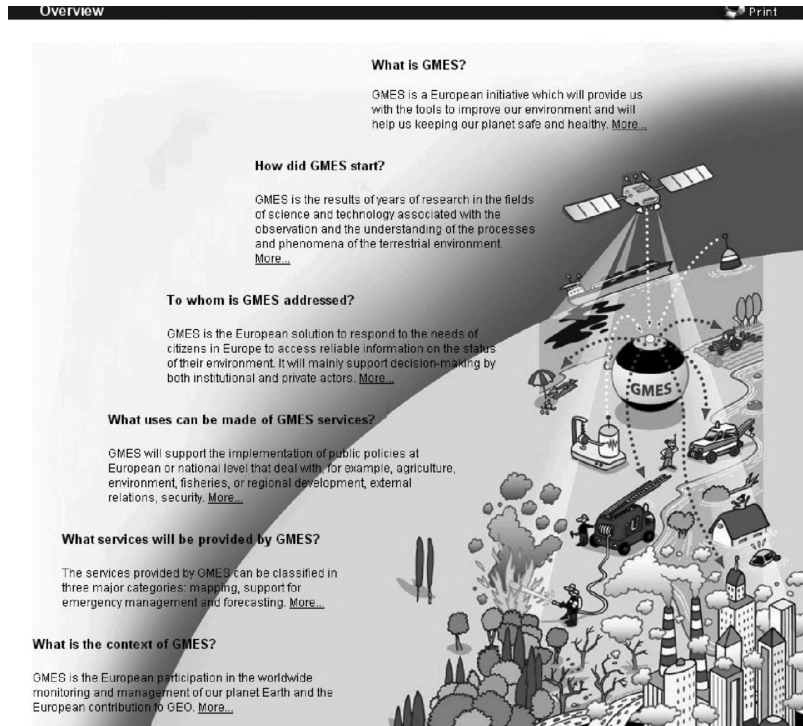 Overview
Print
What is GMES?
GMES is a European initiative which will provide us
with the tools to improve our environment and will
help us keeping our planet safe and healthy. More...
How did GMES start?
GMES is the results of years of research in the fields
of science and technology associated with the
observation and the understanding of the processes
and phenomena of the terrestrial environment.
More...
To whom is GMES addressed?
GMES is the European solution to respond to the needs of
citizens in Europe to access reliable information on the status
of their environment. It will mainly support decision-making by
both institutional and private actors. More...
GMES
What uses can be made of GMES services?
GMES will support the implementation of public policies at
European or national level that deal with, for example, agriculture,
environment, fisheries, or regional development, external
relations, security. More...
What services will be provided by GMES?
The services provided by GMES can be classified in
three major categories: mapping, support for
emergency management and forecasting. More...
What is the context of GMES?
GMES is the European participation in the worldwide
monitoring and management of our planet Earth and the
European contribution to GEO. More...